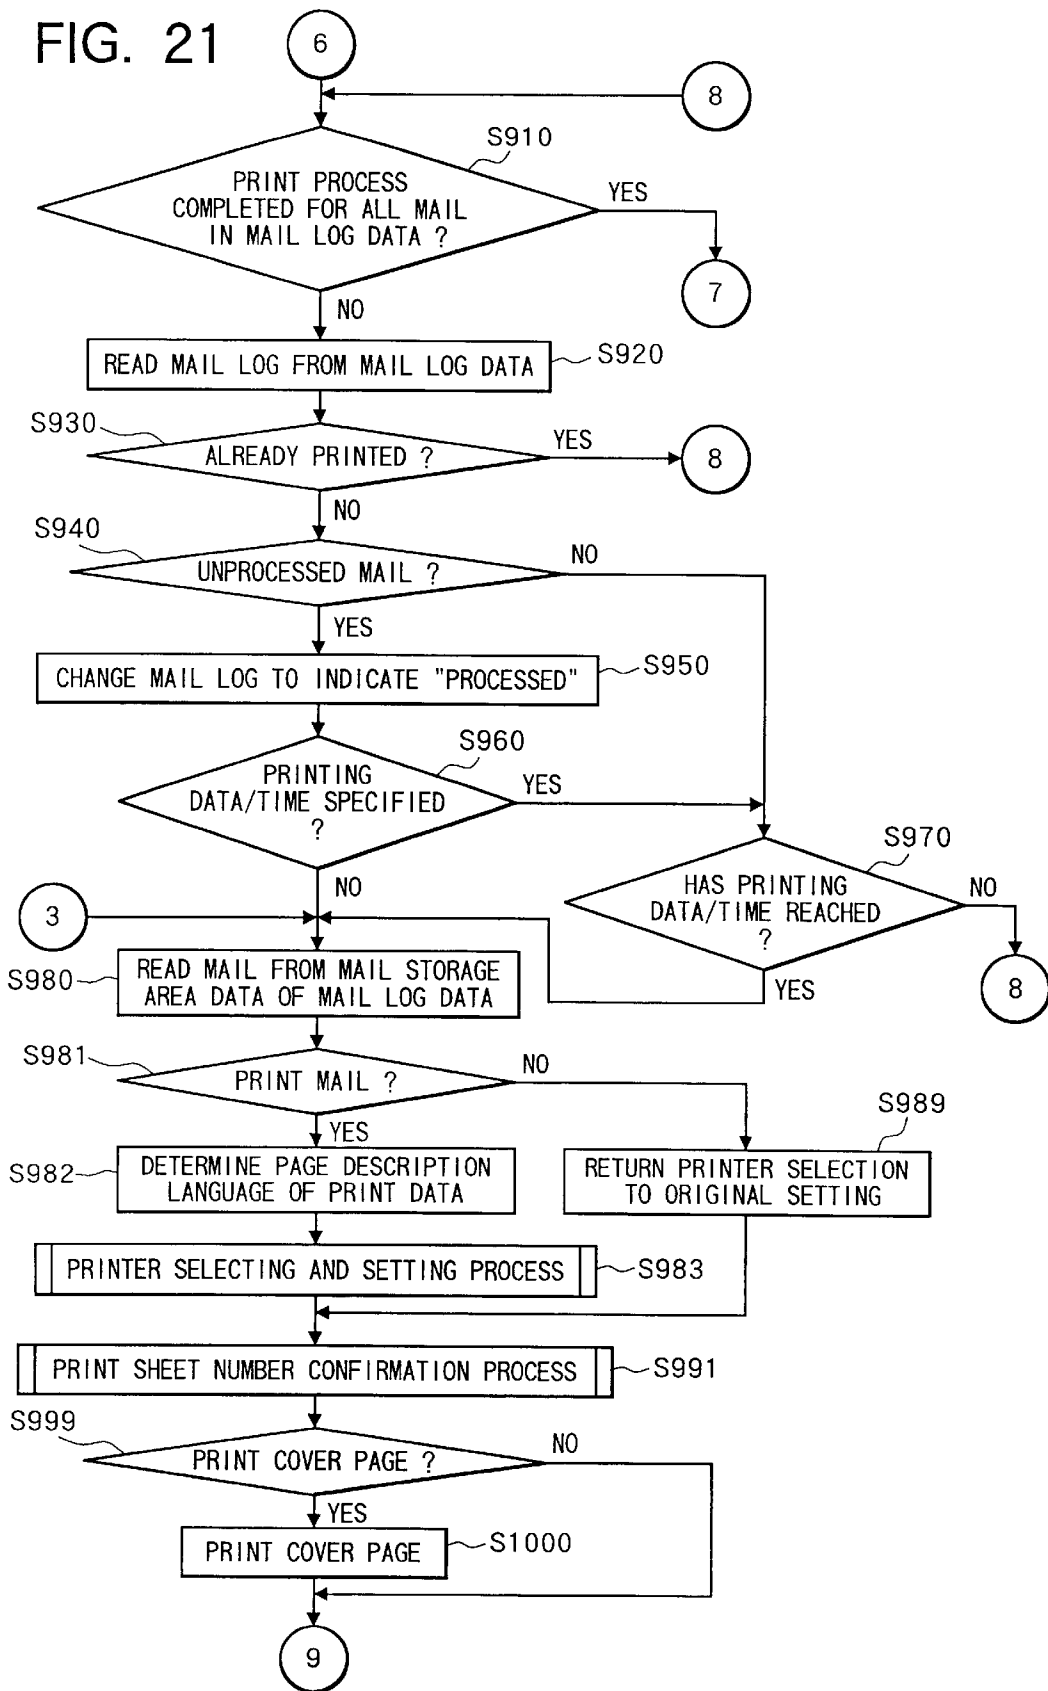 FIG. 21
6
8
S910
PRINT PROCESS
COMPLETED FOR ALL MAIL
IN MAIL LOG DATA ?
YES
7
NO
READ MAIL LOG FROM MAIL LOG DATA
S920
S930
ALREADY PRINTED ?
YES
8
NO
S940
UNPROCESSED MAIL ?
NO
YES
CHANGE MAIL LOG TO INDICATE "PROCESSED"
S950
S960
PRINTING
DATA/TIME SPECIFIED
?
YES
NO
S970
HAS PRINTING
DATA/TIME REACHED
?
NO
8
YES
3
S980
READ MAIL FROM MAIL STORAGE
AREA DATA OF MAIL LOG DATA
S981
PRINT MAIL ?
NO
YES
S982
DETERMINE PAGE DESCRIPTION
LANGUAGE OF PRINT DATA
S989
RETURN PRINTER SELECTION
TO ORIGINAL SETTING
PRINTER SELECTING AND SETTING PROCESS
S983
PRINT SHEET NUMBER CONFIRMATION PROCESS
S991
S999
PRINT COVER PAGE ?
NO
YES
PRINT COVER PAGE
S1000
9